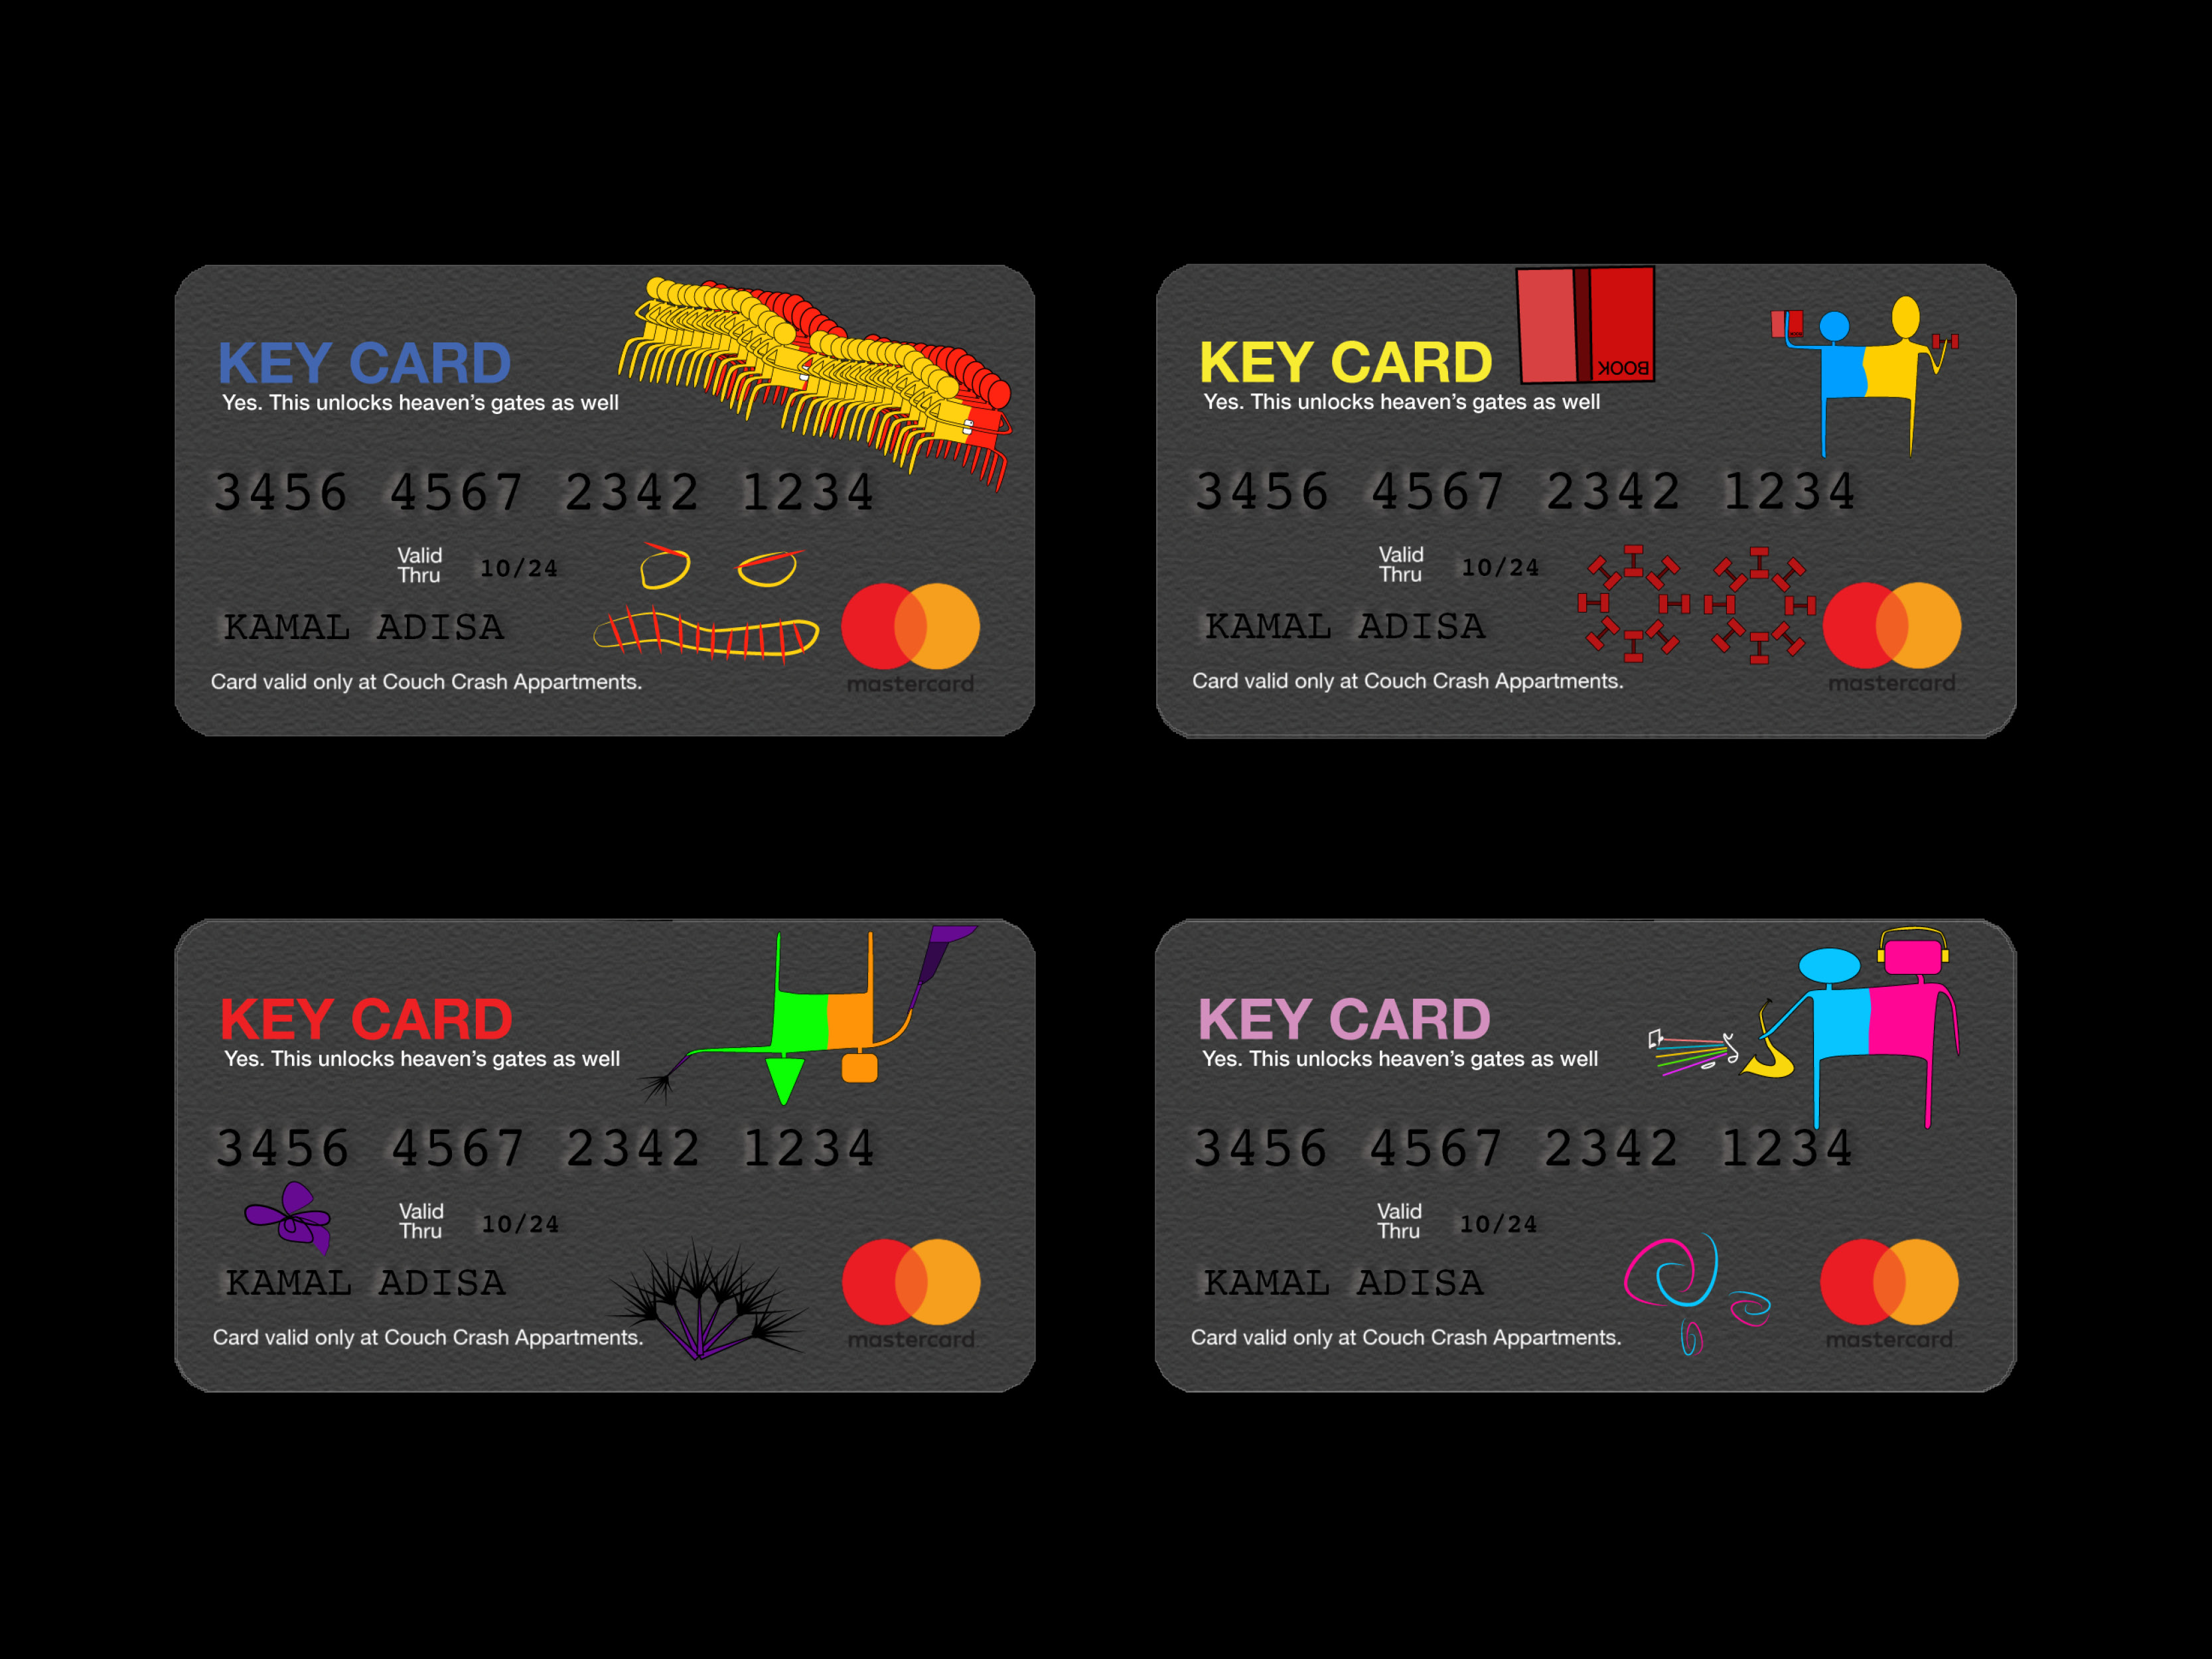 KEY CARD
Yes. This unlocks heaven's gates as well
3456 4567 2342 1234
Valid
Thru 10/24
KAMAL ADISA
Card valid only at Couch Crash Appartments.
mastercard
KEY CARD
BOOK
Yes. This unlocks heaven's gates as well
3456 4567 2342 1234
Valid
Thru 10/24
KAMAL ADISA
Card valid only at Couch Crash Appartments.
mastercard
KEY CARD
Yes. This unlocks heaven's gates as well
3456 4567 2342 1234
Valid
Thru 10/24
KAMAL ADISA
Card valid only at Couch Crash Appartments.
mastercard
KEY CARD
Yes. This unlocks heaven's gates as well
3456 4567 2342 1234
Valid
Thru 10/24
KAMAL ADISA
Card valid only at Couch Crash Appartments.
mastercard